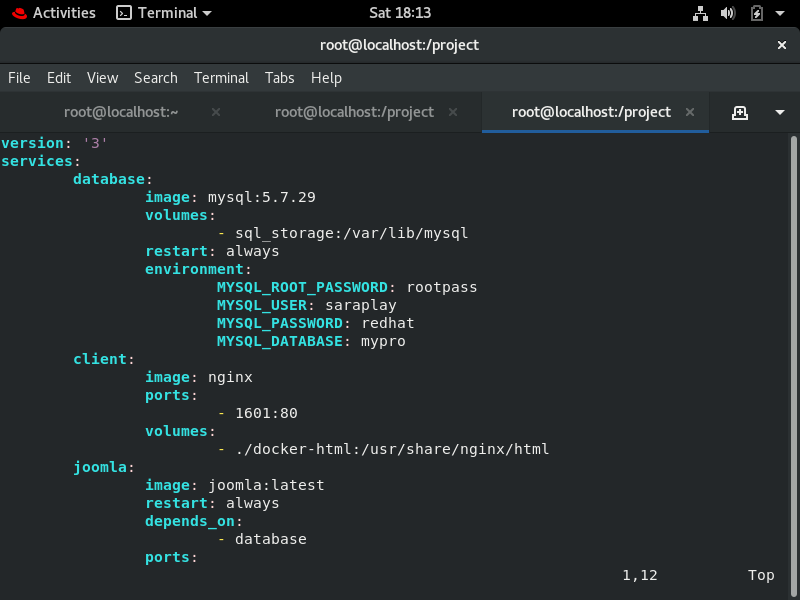 Activities Terminal Sat 18:13
root@localhost:/project
File Edit View Search Terminal Tabs Help
root@localhost:~ root@localhost:/project root@localhost:/project
version: '3'
services:
        database:
                image: mysql:5.7.29
                volumes:
                        - sql_storage:/var/lib/mysql
                restart: always
                environment:
                        MYSQL_ROOT_PASSWORD: rootpass
                        MYSQL_USER: saraplay
                        MYSQL_PASSWORD: redhat
                        MYSQL_DATABASE: mypro
        client:
                image: nginx
                ports:
                        - 1601:80
                volumes:
                        - ./docker-html:/usr/share/nginx/html
        joomla:
                image: joomla:latest
                restart: always
                depends_on:
                        - database
                ports:
1,12 Top